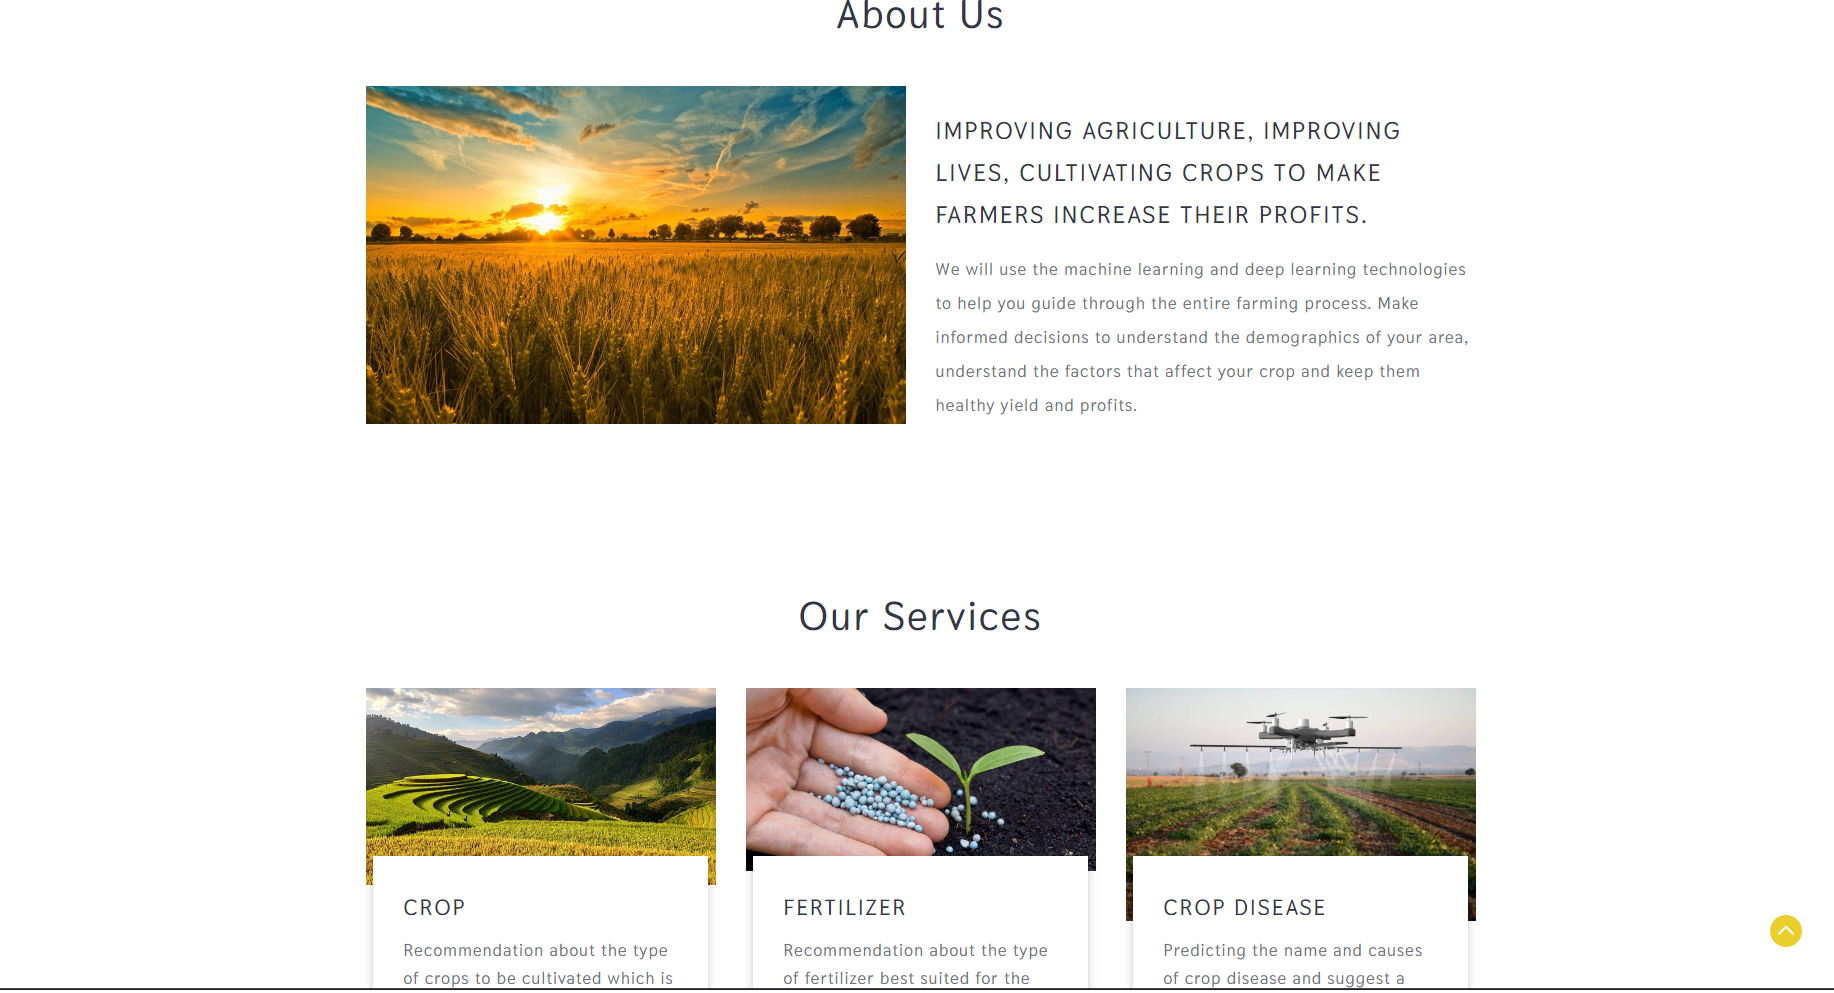 About Us
IMPROVING AGRICULTURE, IMPROVING
LIVES, CULTIVATING CROPS TO MAKE
FARMERS INCREASE THEIR PROFITS.
We will use the machine learning and deep learning technologies
to help you guide through the entire farming process. Make
informed decisions to understand the demographics of your area,
understand the factors that affect your crop and keep them
healthy yield and profits.
Our Services
CROP
Recommendation about the type
of crops to be cultivated which is
FERTILIZER
Recommendation about the type
of fertilizer best suited for the
CROP DISEASE
Predicting the name and causes
of crop disease and suggest a